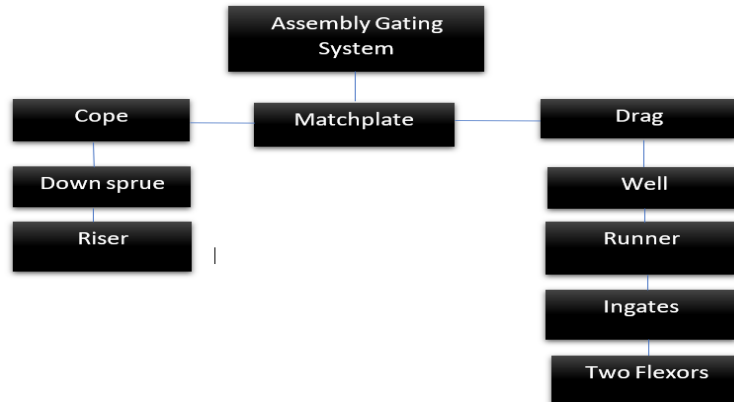 Assembly Gating
System
Cope
Matchplate
Drag
Down sprue
Well
Riser
Runner
Ingates
Two Flexors